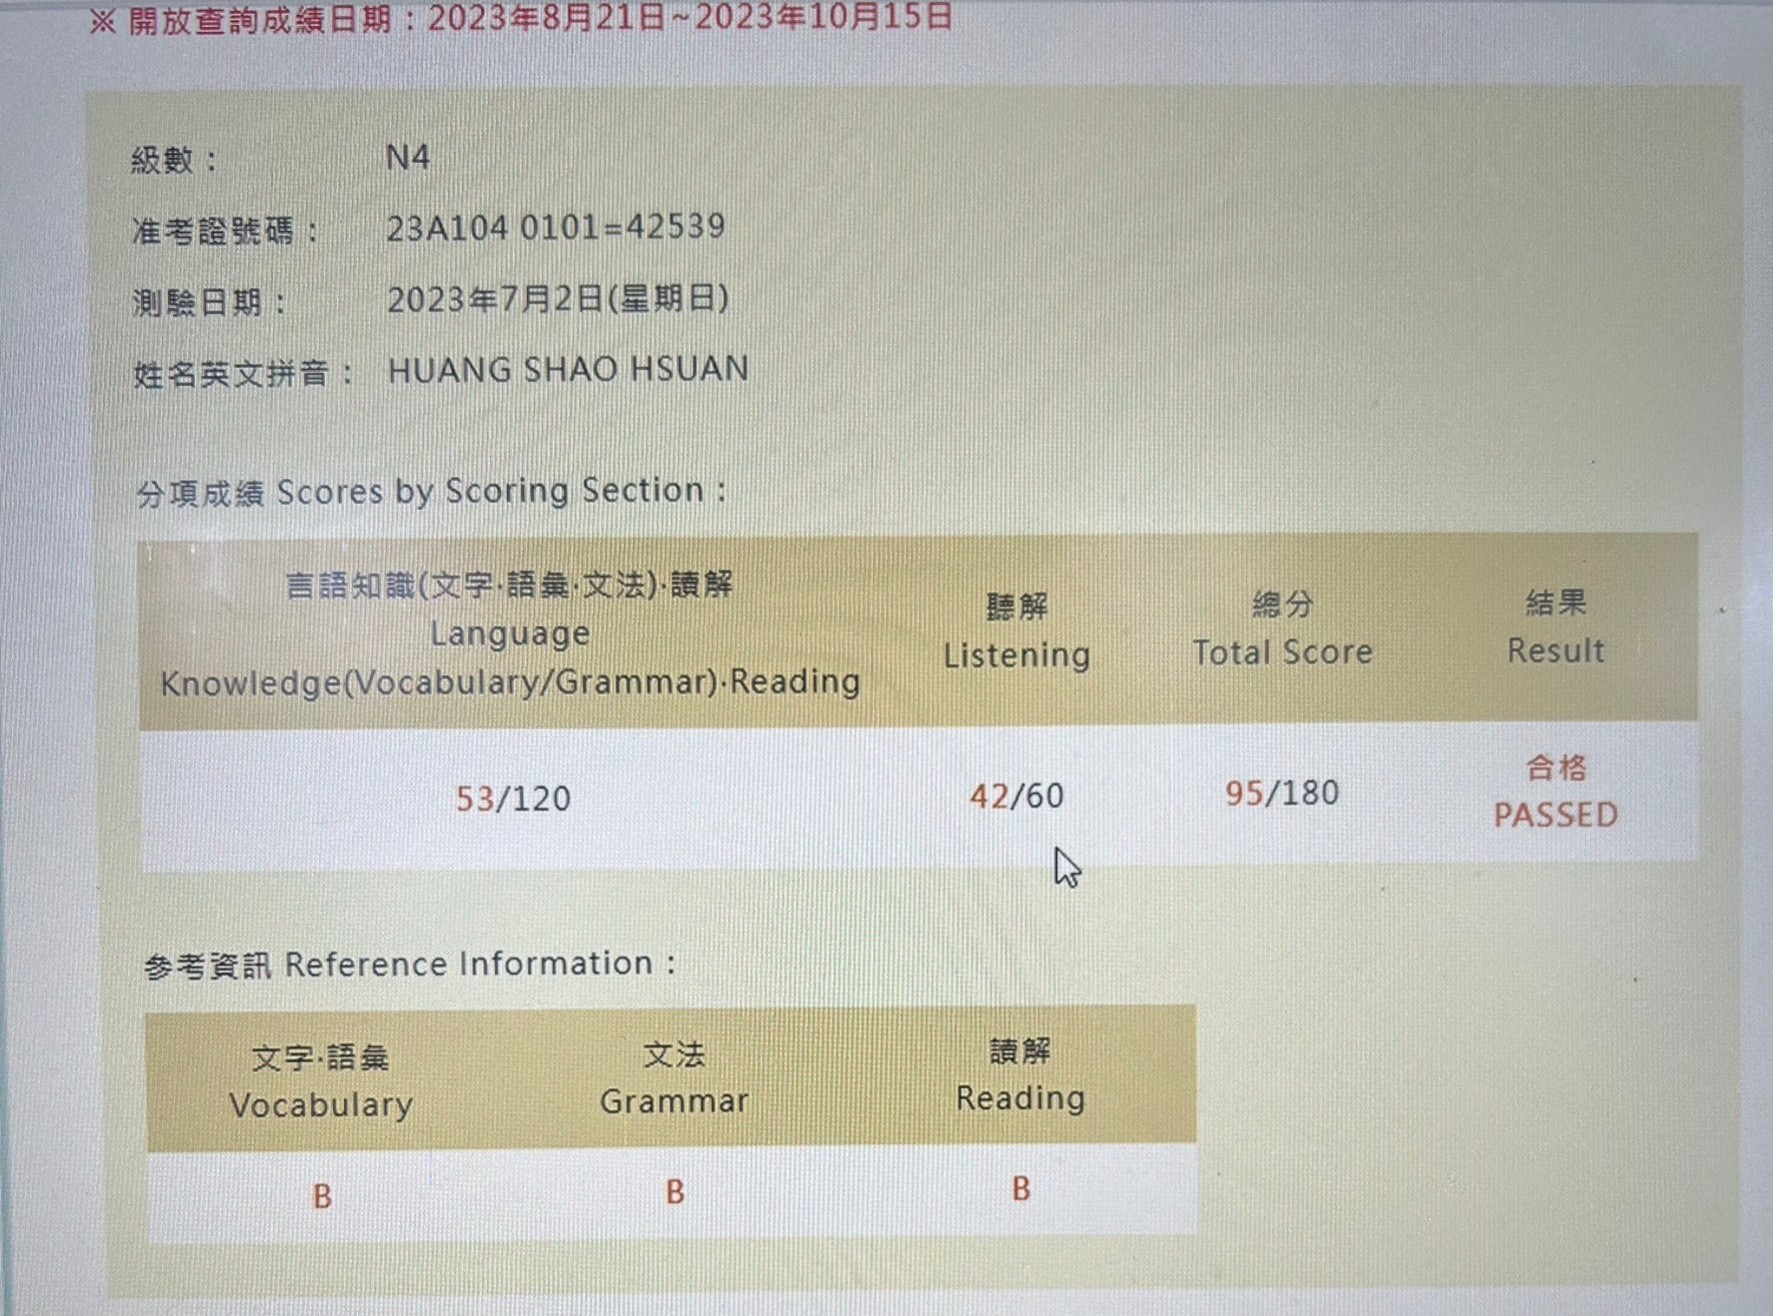 ※ 開放查詢成績日期：2023年8月21日~2023年10月15日
級數： N4
准考證號碼： 23A104 0101=42539
測驗日期： 2023年7月2日(星期日)
姓名英文拼音： HUANG SHAO HSUAN
分項成績 Scores by Scoring Section：
言語知識(文字·語彙·文法)·讀解
Language
Knowledge(Vocabulary/Grammar)·Reading
聽解
Listening
總分
Total Score
結果
Result
53/120
42/60
95/180
合格
PASSED
參考資訊 Reference Information：
文字·語彙
Vocabulary
文法
Grammar
讀解
Reading
B
B
B